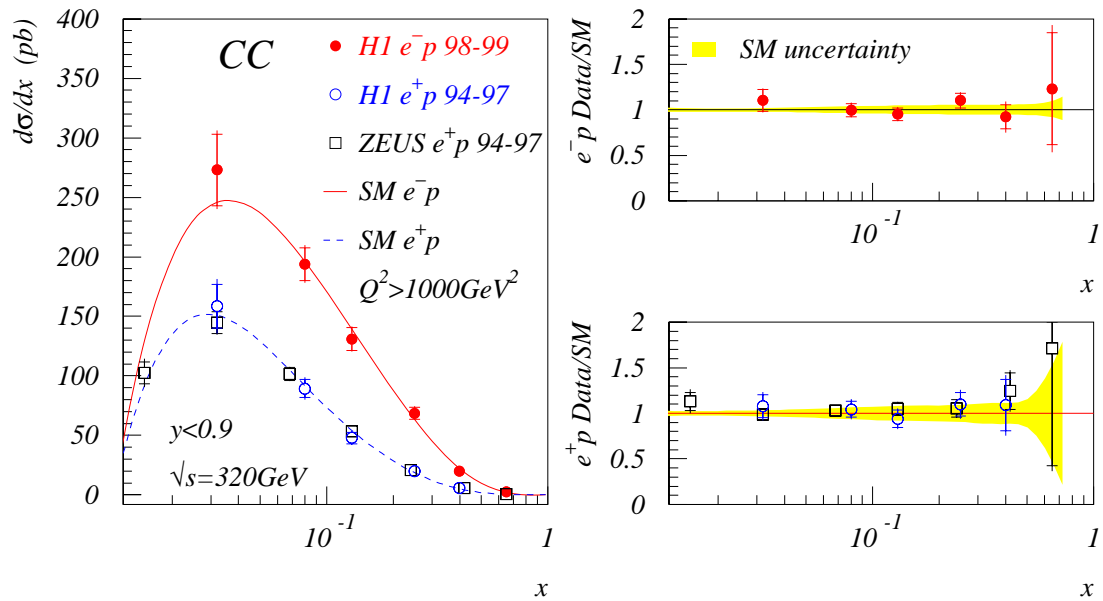 dσ/dx (pb)
400
350
300
250
200
150
100
50
0
CC
H1 e⁻p 98-99
H1 e⁺p 94-97
ZEUS e⁺p 94-97
SM e⁻p
SM e⁺p
Q²>1000GeV²
y<0.9
√s=320GeV
10⁻¹
1
x
e⁻p Data/SM
2
1.5
1
0.5
0
SM uncertainty
10⁻¹
1
x
e⁺p Data/SM
2
1.5
1
0.5
0
10⁻¹
1
x